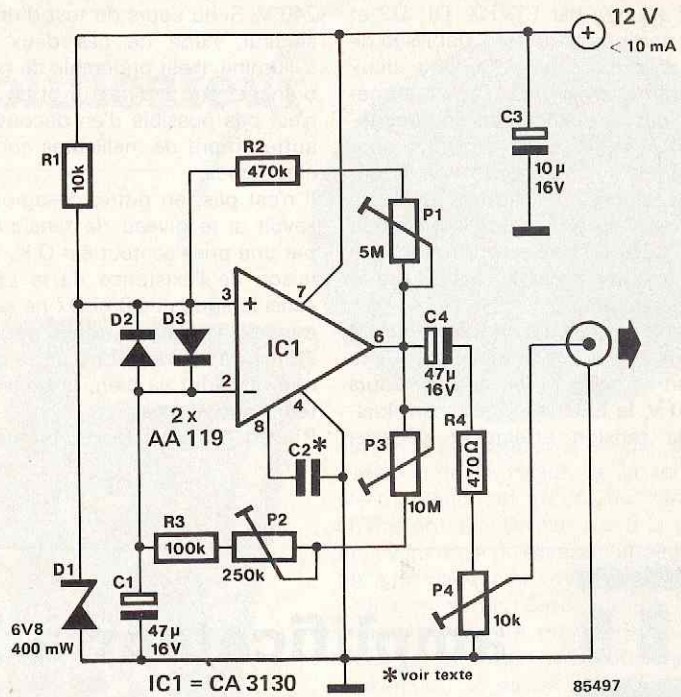 12 V
< 10 mA
R1
10k
R2
470k
C3
10µ
16V
P1
5M
D2
D3
3
+
7
IC1
6
C4
47µ
16V
2
−
4
8
2 x
AA 119
C2*
P3
10M
R4
470Ω
R3
100k
P2
250k
D1
6V8
400 mW
C1
47µ
16V
P4
10k
IC1 = CA 3130
* voir texte
85497